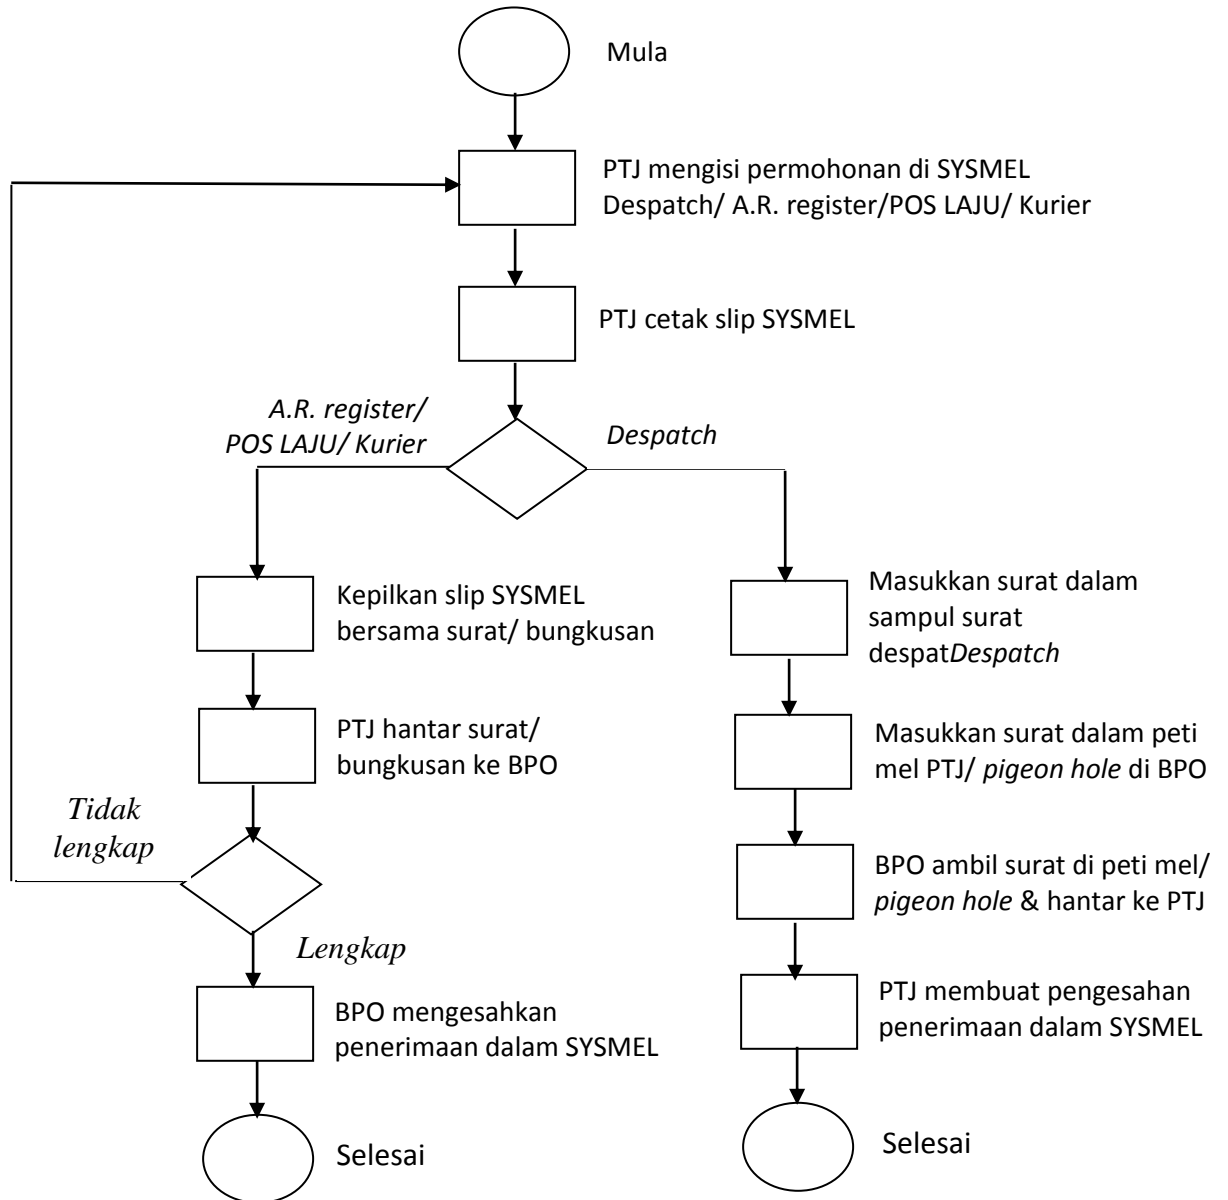 Mula
PTJ mengisi permohonan di SYSMEL
Despatch/ A.R. register/POS LAJU/ Kurier
PTJ cetak slip SYSMEL
A.R. register/
POS LAJU/ Kurier
Despatch
Kepilkan slip SYSMEL
bersama surat/ bungkusan
PTJ hantar surat/
bungkusan ke BPO
Tidak
lengkap
Lengkap
BPO mengesahkan
penerimaan dalam SYSMEL
Selesai
Masukkan surat dalam
sampul surat
despatDespatch
Masukkan surat dalam peti
mel PTJ/ pigeon hole di BPO
BPO ambil surat di peti mel/
pigeon hole & hantar ke PTJ
PTJ membuat pengesahan
penerimaan dalam SYSMEL
Selesai